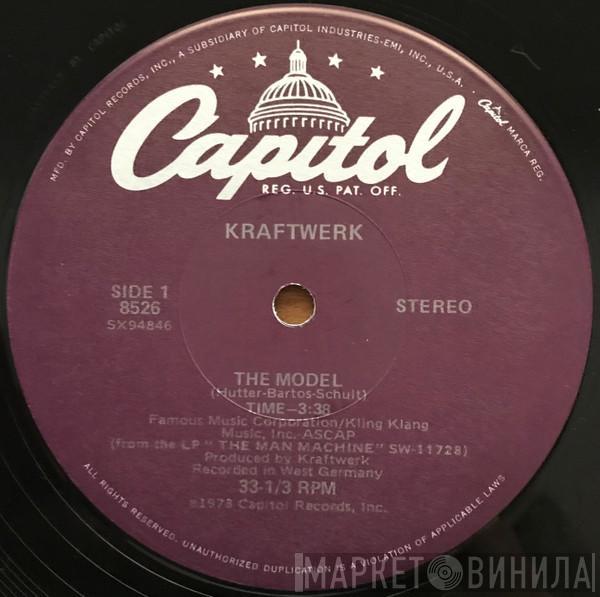 MFD. BY CAPITOL RECORDS, INC., A SUBSIDIARY OF CAPITOL INDUSTRIES-EMI, INC., U.S.A. · Capitol MARCA REG.
Capitol
REG. U.S. PAT. OFF.
KRAFTWERK
SIDE 1
8526
SX94846
STEREO
THE MODEL
(Hutter-Bartos-Schult)
TIME–3:38
Famous Music Corporation/Kling Klang
Music, Inc. ASCAP
(from the LP " THE MAN MACHINE" SW-11728)
Produced by Kraftwerk
Recorded in West Germany
33-1/3 RPM
℗1978 Capitol Records, Inc.
ALL RIGHTS RESERVED. UNAUTHORIZED DUPLICATION IS A VIOLATION OF APPLICABLE LAWS
МАРКЕТ ВИНИЛА